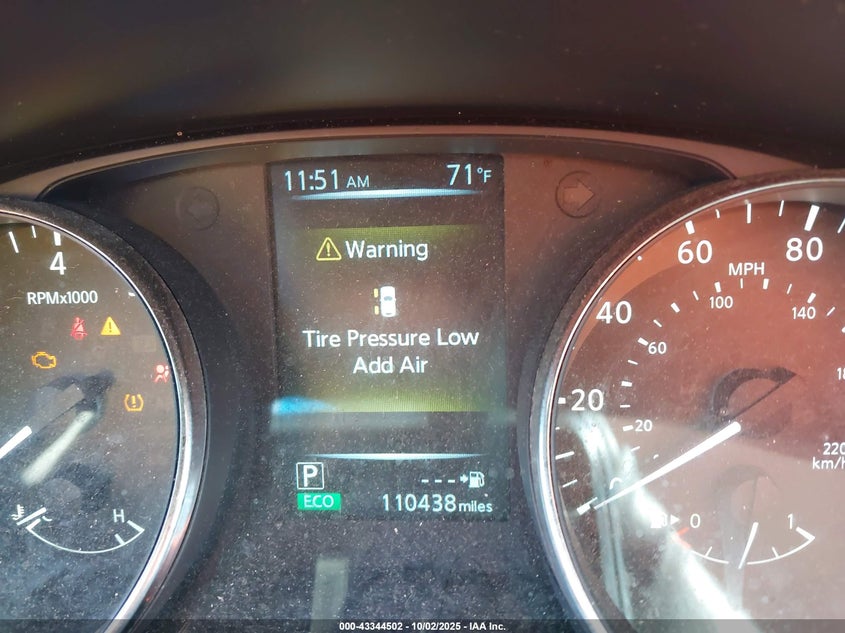 11:51 AM 71°F
Warning
Tire Pressure Low
Add Air
P
--- 
ECO
110438 miles
4
RPMx1000
H
20
40
60
80
MPH
20
60
100
140
220
km/h
0
1
000-43344502 | 10/02/2025 | IAA Inc.